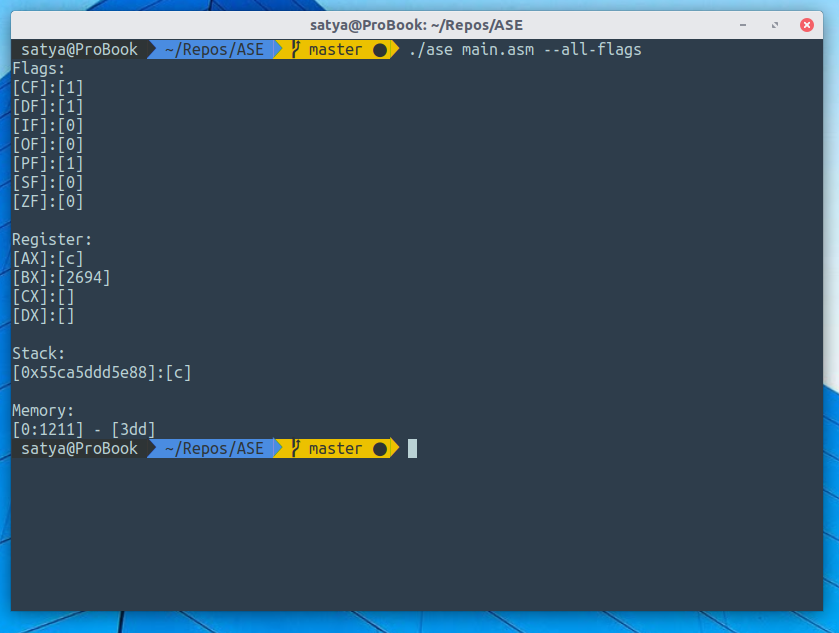 satya@ProBook: ~/Repos/ASE
satya@ProBook ~/Repos/ASE master ● ./ase main.asm --all-flags
Flags:
[CF]:[1]
[DF]:[1]
[IF]:[0]
[OF]:[0]
[PF]:[1]
[SF]:[0]
[ZF]:[0]
Register:
[AX]:[c]
[BX]:[2694]
[CX]:[]
[DX]:[]
Stack:
[0x55ca5ddd5e88]:[c]
Memory:
[0:1211] - [3dd]
satya@ProBook ~/Repos/ASE master ●